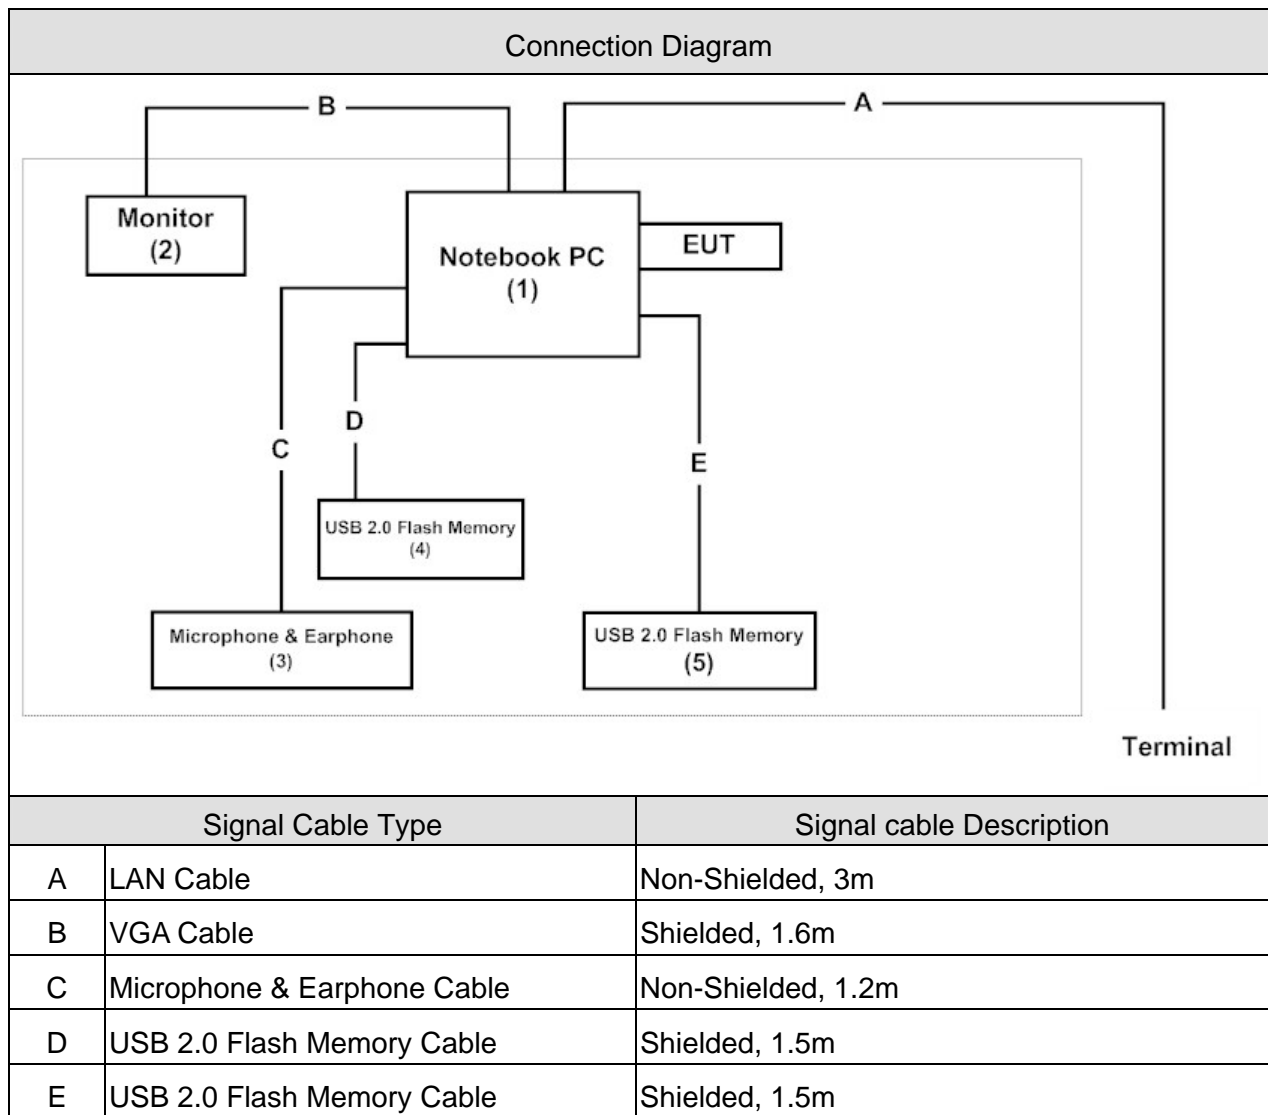 Connection Diagram
B
A
Monitor
(2)
Notebook PC
(1)
EUT
D
C
E
USB 2.0 Flash Memory
(4)
Microphone & Earphone
(3)
USB 2.0 Flash Memory
(5)
Terminal
Signal Cable Type Signal cable Description
A LAN Cable Non-Shielded, 3m
B VGA Cable Shielded, 1.6m
C Microphone & Earphone Cable Non-Shielded, 1.2m
D USB 2.0 Flash Memory Cable Shielded, 1.5m
E USB 2.0 Flash Memory Cable Shielded, 1.5m